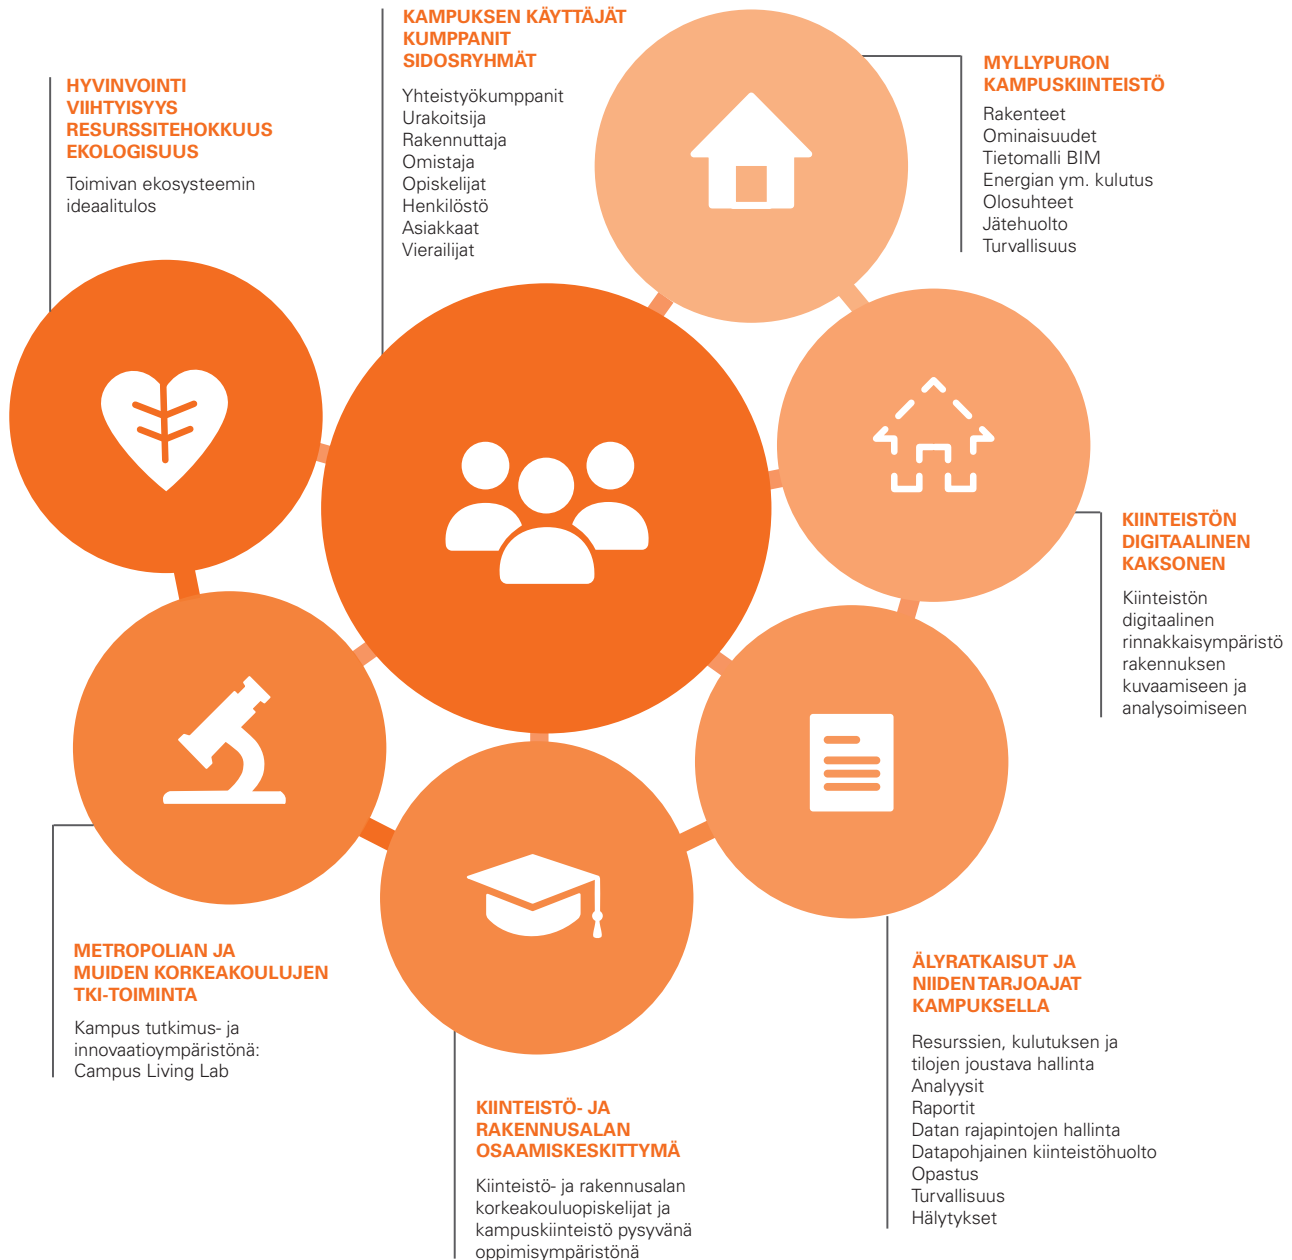 HYVINVOINTI
VIIHTYISYYS
RESURSSITEHOKKUUS
EKOLOGISUUS
Toimivan ekosysteemin
ideaalitulos
KAMPUKSEN KÄYTTÄJÄT
KUMPPANIT
SIDOSRYHMÄT
Yhteistyökumppanit
Urakoitsija
Rakennuttaja
Omistaja
Opiskelijat
Henkilöstö
Asiakkaat
Vierailijat
MYLLYPURON
KAMPUSKIINTEISTÖ
Rakenteet
Ominaisuudet
Tietomalli BIM
Energian ym. kulutus
Olosuhteet
Jätehuolto
Turvallisuus
KIINTEISTÖN
DIGITAALINEN
KAKSONEN
Kiinteistön
digitaalinen
rinnakkaisympäristö
rakennuksen
kuvaamiseen ja
analysoimiseen
METROPOLIAN JA
MUIDEN KORKEAKOULUJEN
TKI-TOIMINTA
Kampus tutkimus- ja
innovaatioympäristönä:
Campus Living Lab
KIINTEISTÖ- JA
RAKENNUSALAN
OSAAMISKESKITTYMÄ
Kiinteistö- ja rakennusalan
korkeakouluopiskelijat ja
kampuskiinteistö pysyvänä
oppimisympäristönä
ÄLYRATKAISUT JA
NIIDEN TARJOAJAT
KAMPUKSELLA
Resurssien, kulutuksen ja
tilojen joustava hallinta
Analyysit
Raportit
Datan rajapintojen hallinta
Datapohjainen kiinteistöhuolto
Opastus
Turvallisuus
Hälytykset